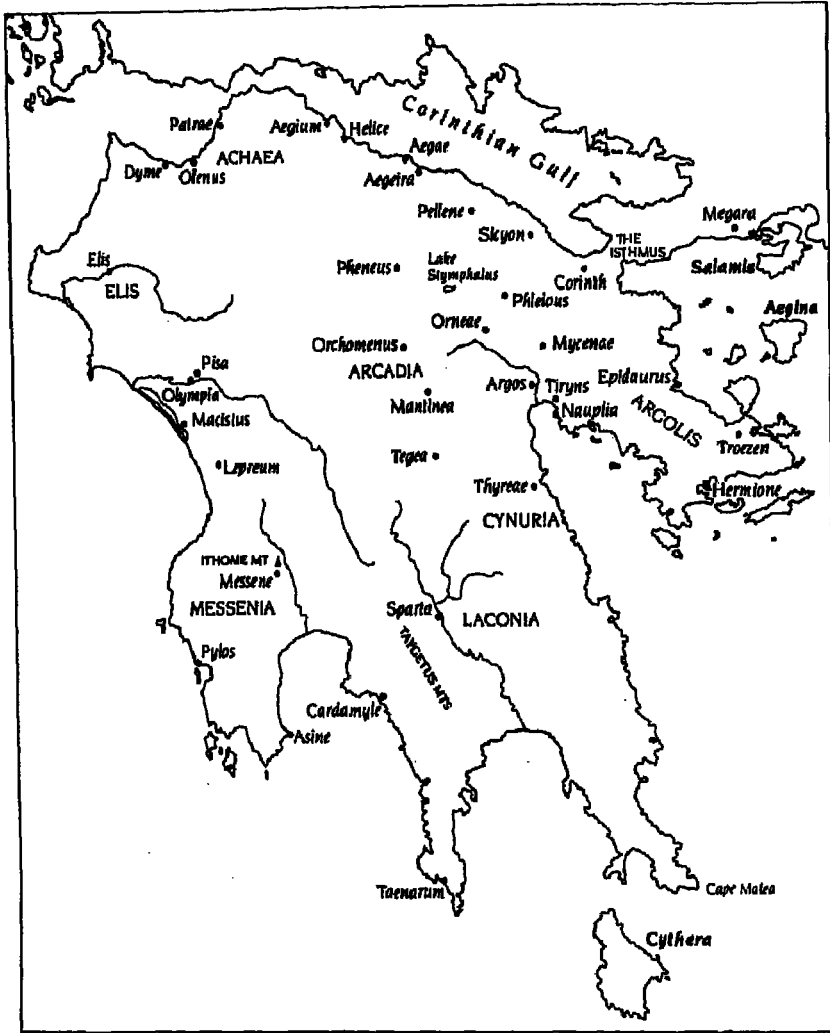 Corinthian Gulf
Patrae
Aegium
Helice
ACHAEA
Aegae
Dyme
Olenus
Aegeira
Pellene
Megara
Sikyon
THE
ISTHMUS
Elis
Lake
Stymphalus
Salamis
Pheneus
Corinth
ELIS
Phleious
Aegina
Orneae
Orchomenus
Mycenae
Pisa
ARCADIA
Epidaurus
Olympia
Argos
Tiryns
Mantinea
Nauplia
ARGOLIS
Macistus
Troezen
Tegea
Lepreum
Thyreae
Hermione
CYNURIA
ITHOME MT
Messene
MESSENIA
Sparta
LACONIA
TAYGETUS MTS
Pylos
Cardamyle
Asine
Taenarum
Cape Malea
Cythera